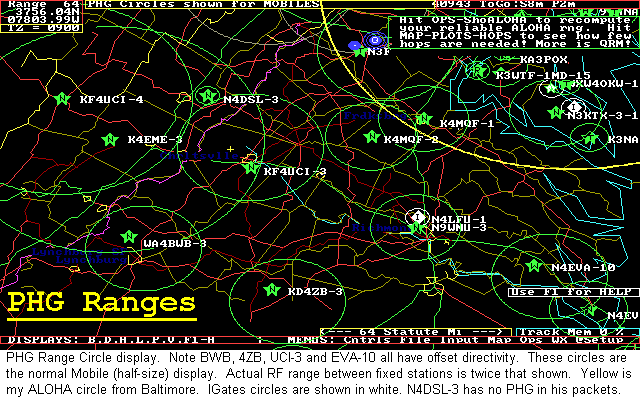 Range 64
3756.04N
07803.99W
TZ = 0900
PHG Circles shown for MOBILES
40943 ToGo:58m P2m
Hit OPS-ShoALOHA to recompute
your reliable ALOHA rng. Hit
MAP-PLOTS-HOPS to see how few
hops are needed! More is QRM!
N3F
KA3POX
K3WTF-1MD-15
KF4UCI-4
N4DSL-3
N3KTX-3-1
K4MQF-1
K4EME-3
K4MQF-2
K3NA
KF4UCI-3
N4LFU-1
N9WNU-3
WA4BWB-3
N4EVA-10
KD4ZB-3
Use F1 for HELP
PHG Ranges
N4EV
<--- 64 Statute Mi --->
Track Mem 0 %
DISPLAYS: B,D,H,L,P,V,F1-H
MENUS: Cntrls File Input Map Ops WX @Setup
PHG Range Circle display. Note BWB, 4ZB, UCI-3 and EVA-10 all have offset directivity. These circles are
the normal Mobile (half-size) display. Actual RF range between fixed stations is twice that shown. Yellow is
my ALOHA circle from Baltimore. IGates circles are shown in white. N4DSL-3 has no PHG in his packets.